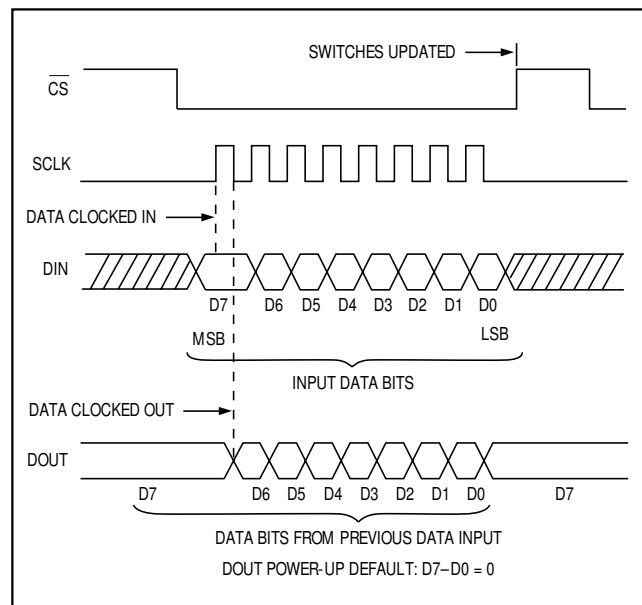 SWITCHES UPDATED
CS
SCLK
DATA CLOCKED IN
DIN
D7 D6 D5 D4 D3 D2 D1 D0
MSB LSB
INPUT DATA BITS
DATA CLOCKED OUT
DOUT
D7 D6 D5 D4 D3 D2 D1 D0 D7
DATA BITS FROM PREVIOUS DATA INPUT
DOUT POWER-UP DEFAULT: D7–D0 = 0